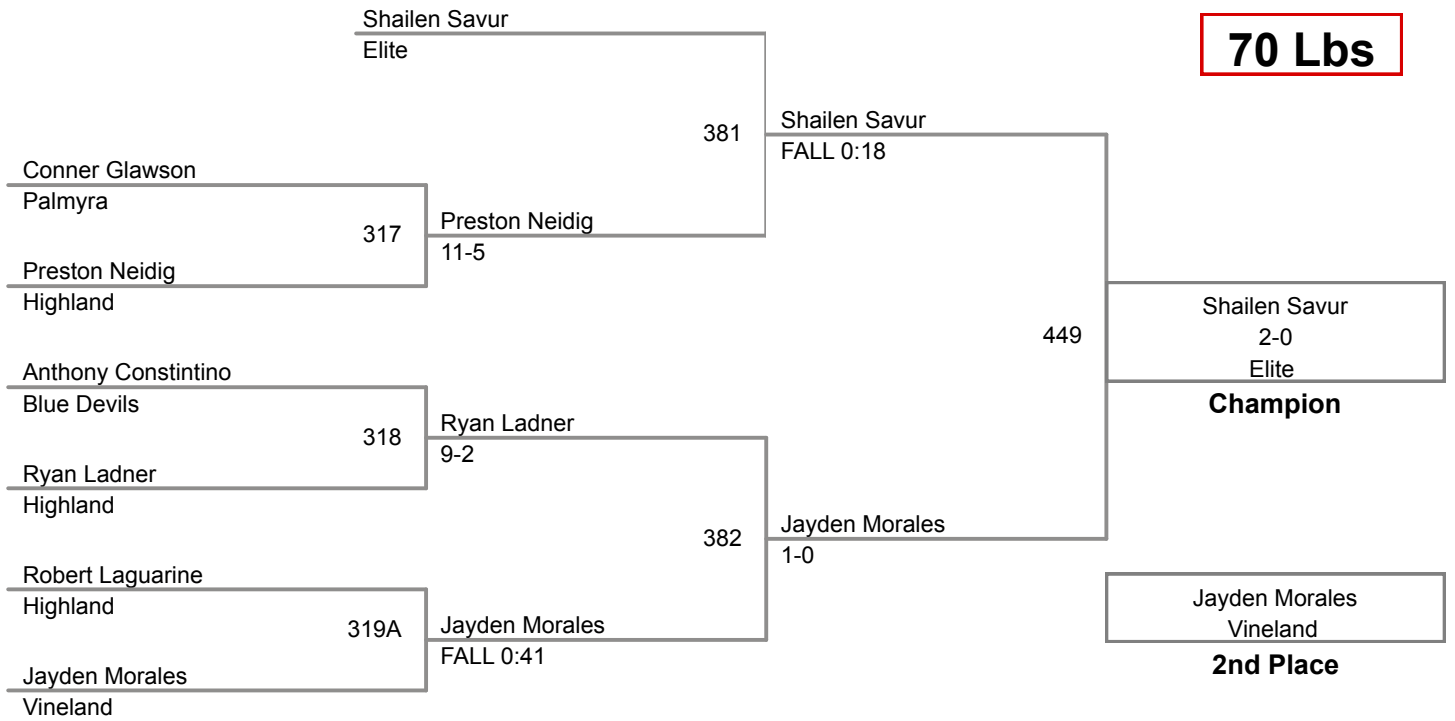 Shailen Savur
Elite
70 Lbs
381
Shailen Savur
FALL 0:18
Conner Glawson
Palmyra
317
Preston Neidig
11-5
Preston Neidig
Highland
449
Shailen Savur
2-0
Elite
Champion
Anthony Constintino
Blue Devils
318
Ryan Ladner
9-2
Ryan Ladner
Highland
382
Jayden Morales
1-0
Robert Laguarine
Highland
319A
Jayden Morales
FALL 0:41
Jayden Morales
Vineland
Jayden Morales
Vineland
2nd Place